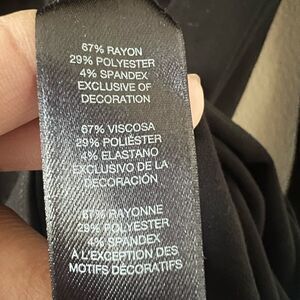 67% RAYON
29% POLYESTER
4% SPANDEX
EXCLUSIVE OF
DECORATION
67% VISCOSA
29% POLIÉSTER
4% ELASTANO
EXCLUSIVO DE LA
DECORACIÓN
67% RAYONNE
29% POLYESTER
4% SPANDEX
À L'EXCEPTION DES
MOTIFS DÉCORATIFS